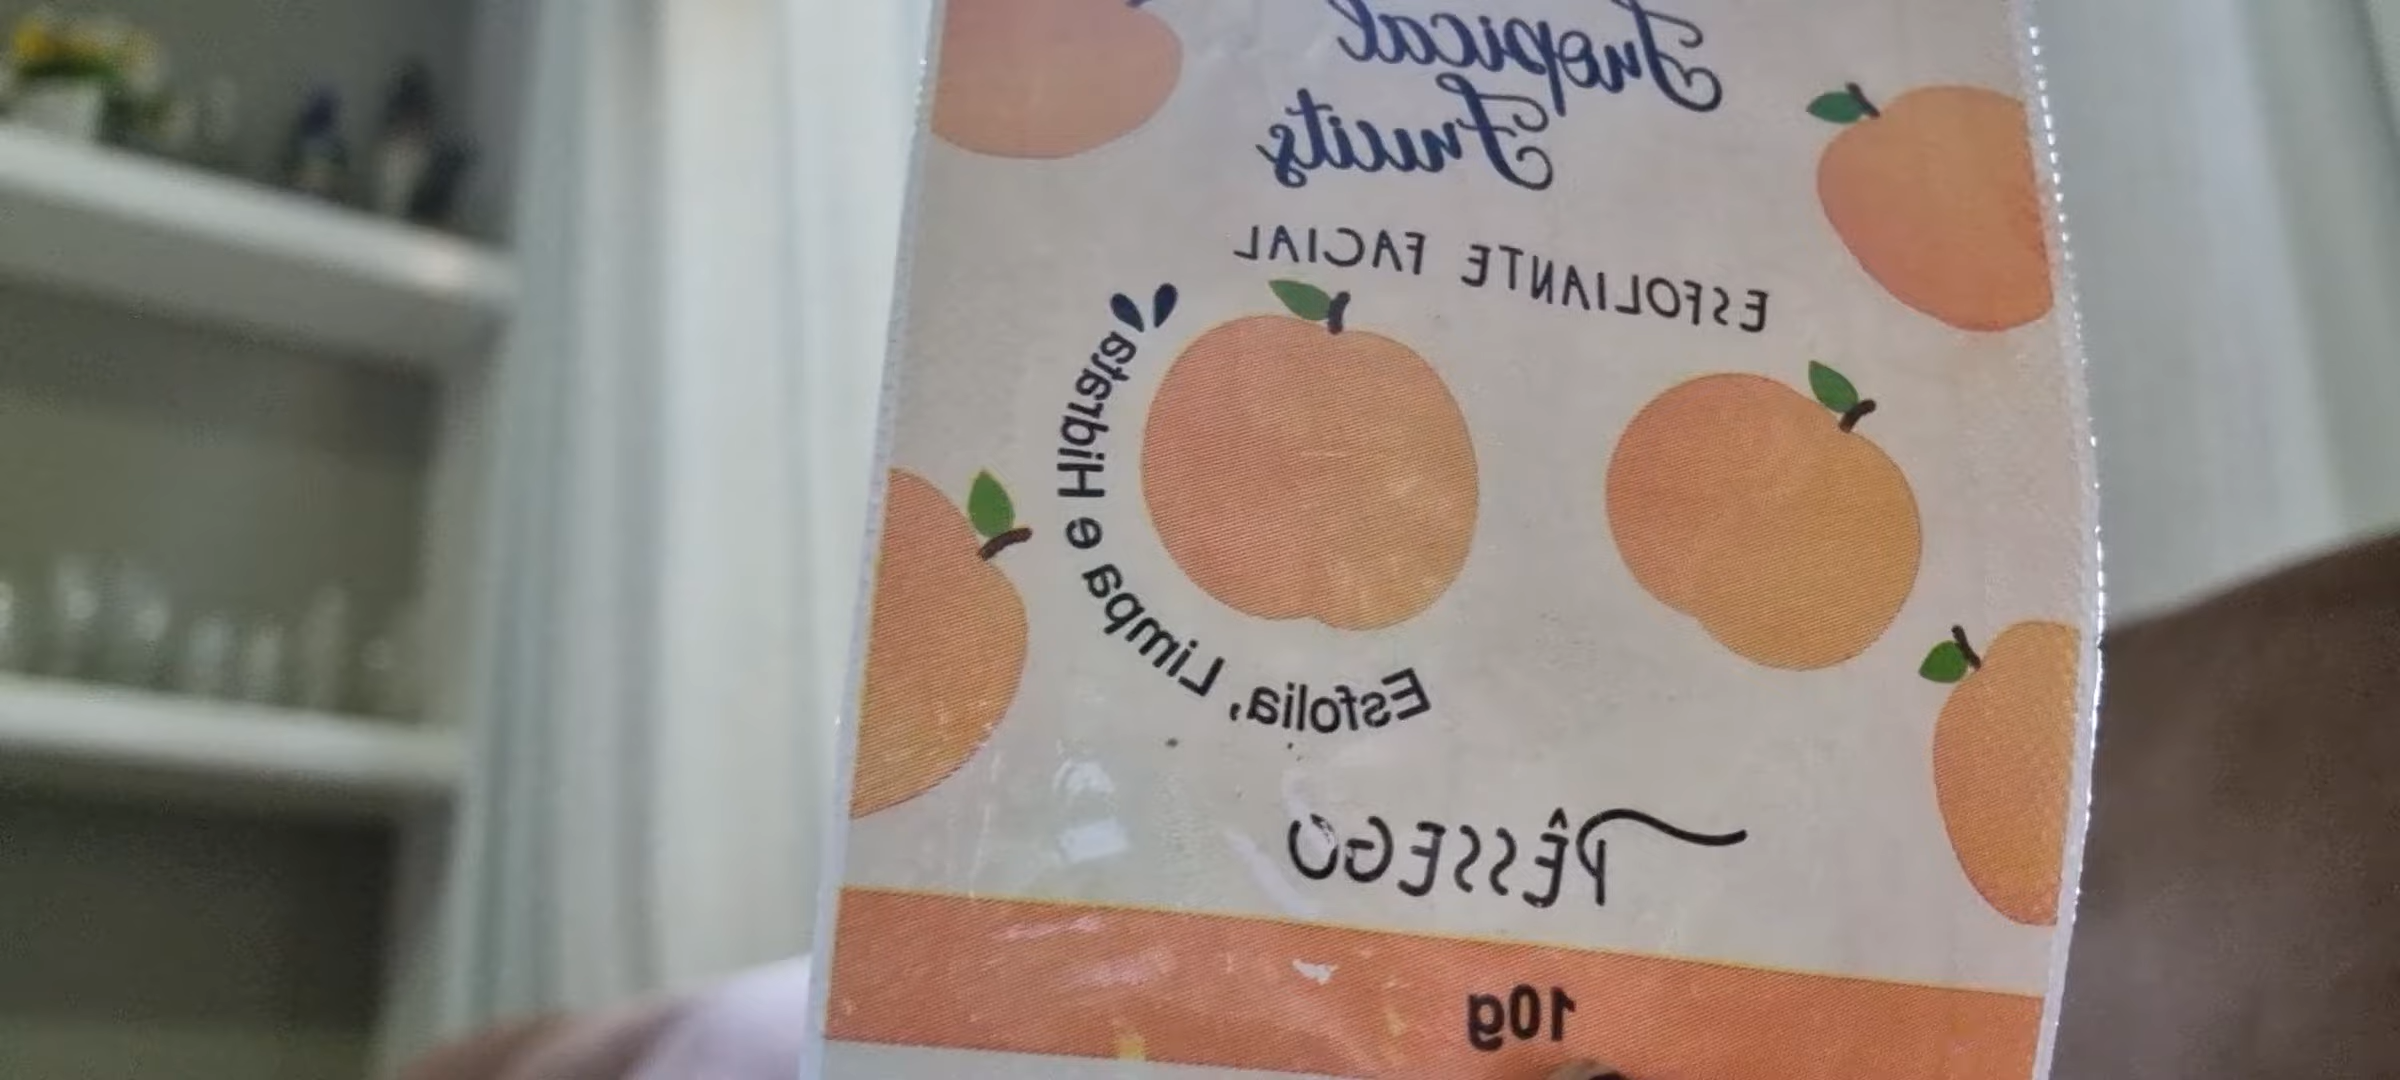 Tropical
Fruits
ESFOLIANTE FACIAL
Esfolia, Limpa e Hidrata
PÊSSEGO
10g